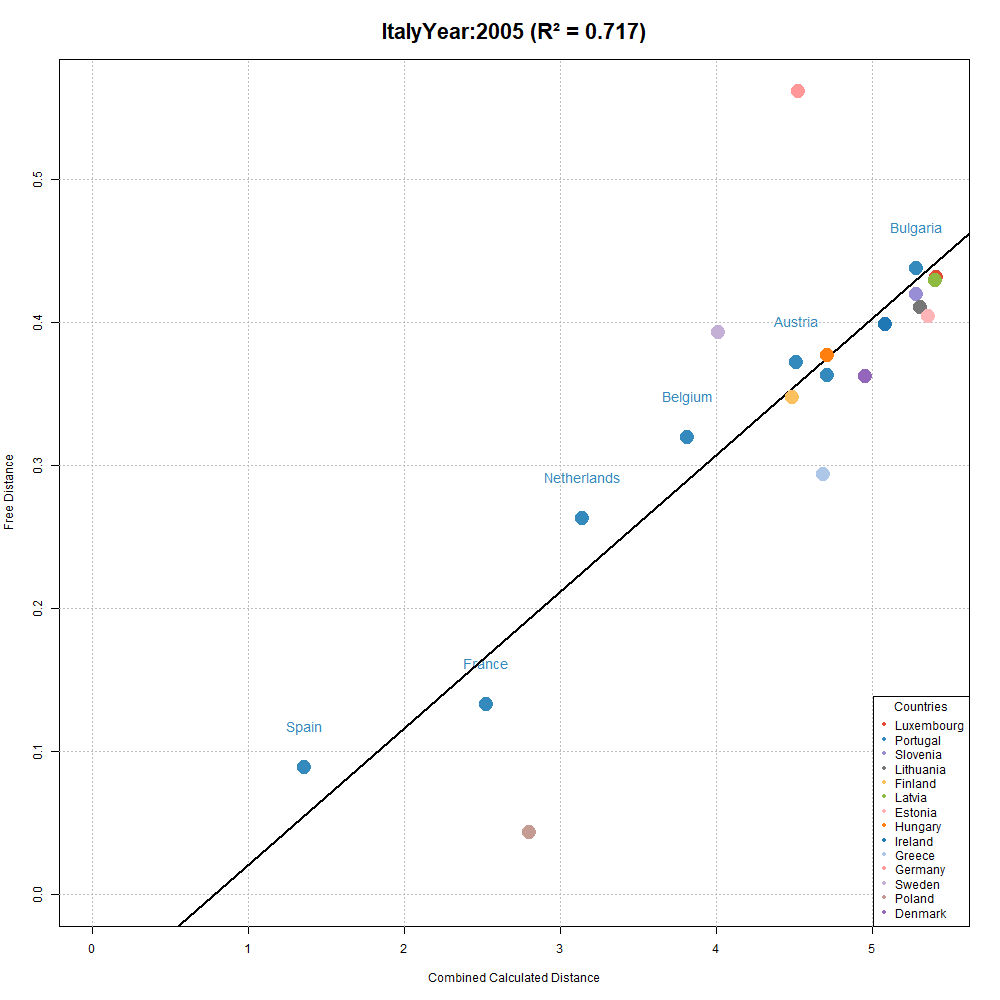 ItalyYear:2005 (R² = 0.717)
Bulgaria
Austria
Belgium
Netherlands
France
Spain
0.5
0.4
0.3
0.2
0.1
0.0
Free Distance
0 1 2 3 4 5
Combined Calculated Distance
Countries
Luxembourg
Portugal
Slovenia
Lithuania
Finland
Latvia
Estonia
Hungary
Ireland
Greece
Germany
Sweden
Poland
Denmark